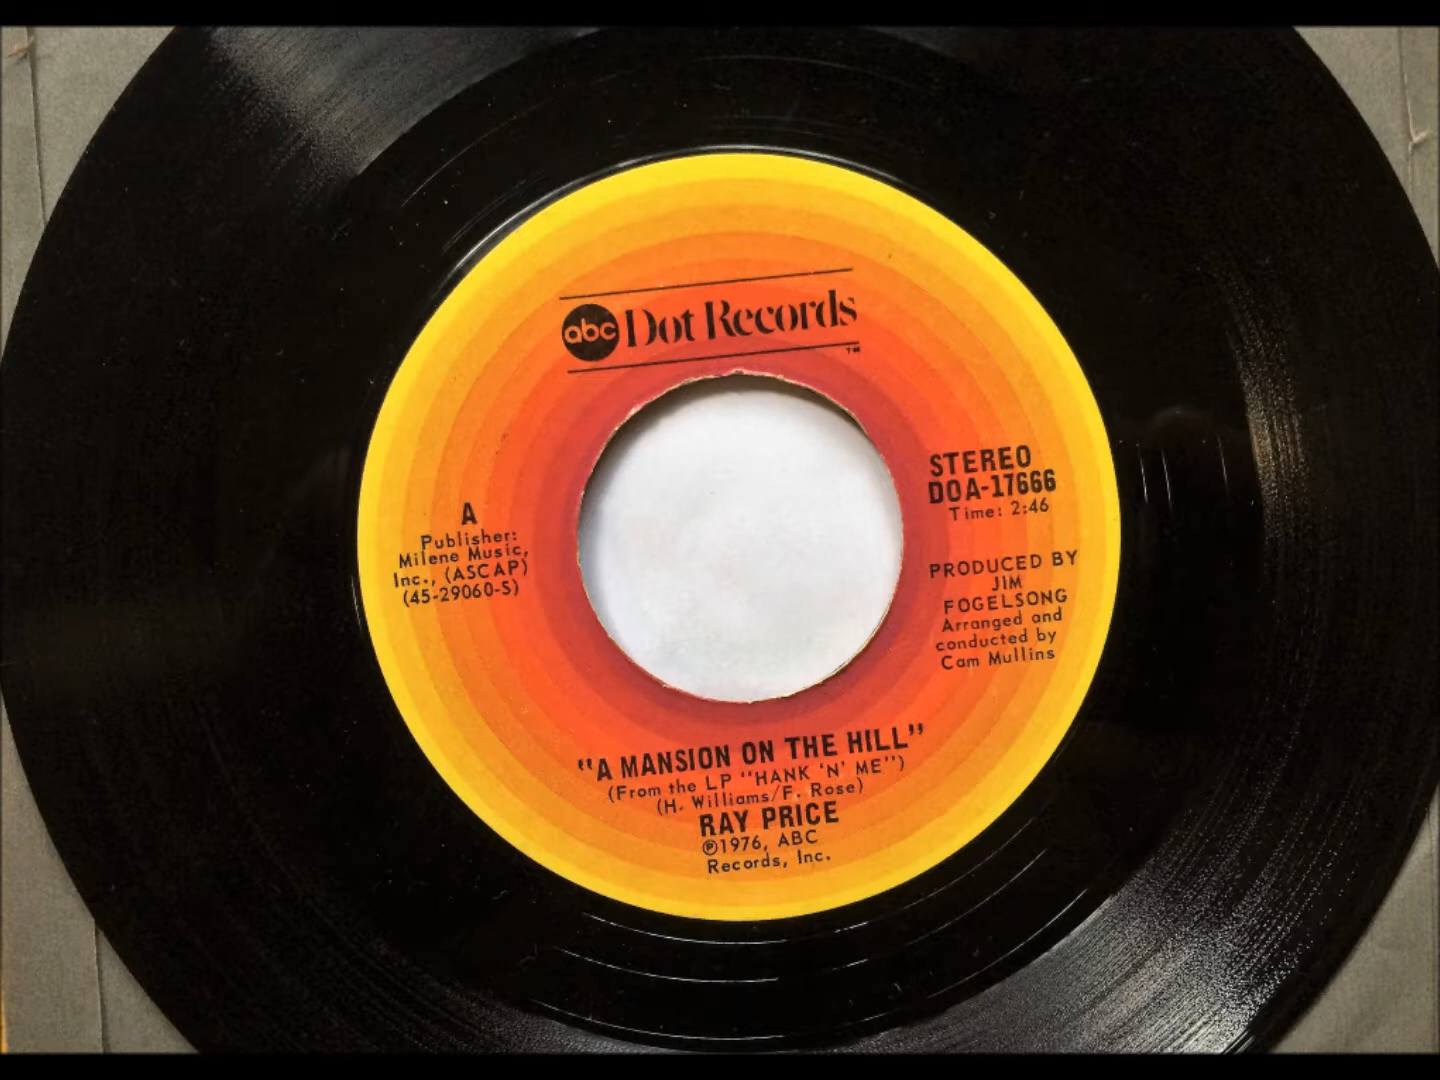 abc Dot Records™
STEREO
DOA-17666
Time: 2:46
A
Publisher:
Milene Music,
Inc., (ASCAP)
(45-29060-S)
PRODUCED BY
JIM
FOGELSONG
Arranged and
conducted by
Cam Mullins
"A MANSION ON THE HILL"
(From the LP "HANK 'N' ME")
(H. Williams/F. Rose)
RAY PRICE
℗1976, ABC
Records, Inc.